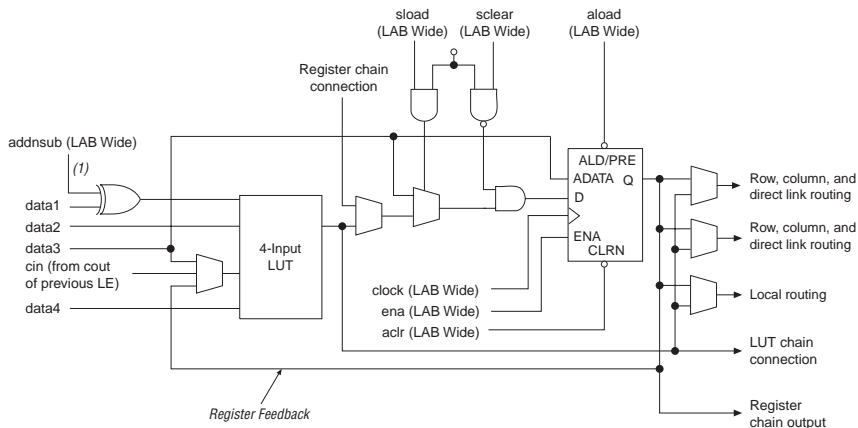 sload
(LAB Wide)
sclear
(LAB Wide)
aload
(LAB Wide)
Register chain
connection
addnsub (LAB Wide)
(1)
data1
data2
data3
cin (from cout
of previous LE)
data4
4-Input
LUT
ALD/PRE
ADATA Q
D
ENA
CLRN
clock (LAB Wide)
ena (LAB Wide)
aclr (LAB Wide)
Row, column, and
direct link routing
Row, column, and
direct link routing
Local routing
LUT chain
connection
Register
chain output
Register Feedback